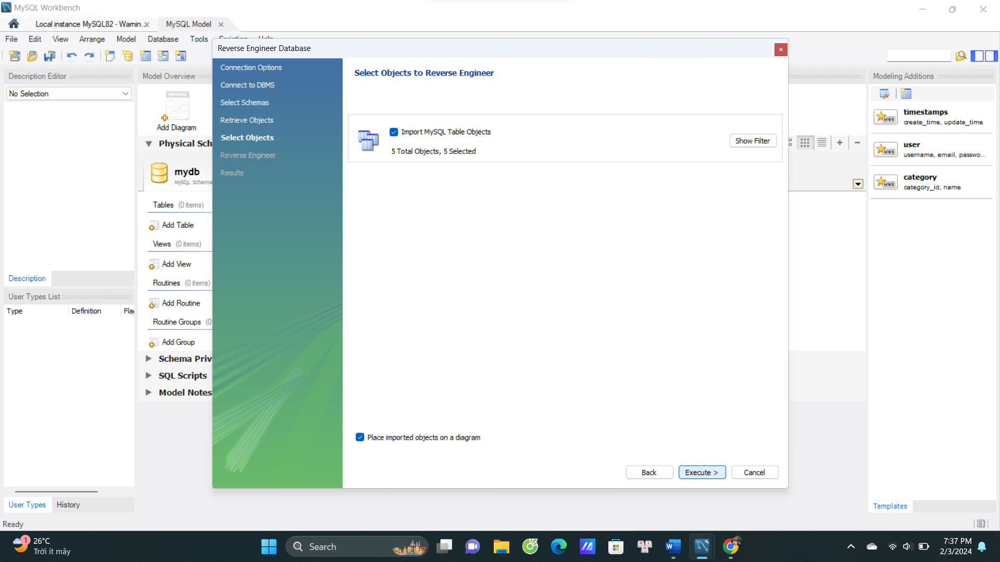 MySQL Workbench
Local instance MySQL82 - Warnin...
MySQL Model
File Edit View Arrange Model Database Tools
Reverse Engineer Database
Description Editor
No Selection
Description
User Types List
Type Definition Flag
User Types History
Ready
Model Overview
PHYSICAL
Add Diagram
Physical Sch
mydb
MySQL Schema
Tables (0 items)
Add Table
Views (0 items)
Add View
Routines (0 items)
Add Routine
Routine Groups (0
Add Group
Schema Priv
SQL Scripts
Model Notes
Connection Options
Connect to DBMS
Select Schemas
Retrieve Objects
Select Objects
Reverse Engineer
Results
Select Objects to Reverse Engineer
Import MySQL Table Objects
5 Total Objects, 5 Selected
Show Filter
Place imported objects on a diagram
Back Execute > Cancel
Modeling Additions
MWB
timestamps
create_time, update_time
MWB
user
username, email, passwo...
MWB
category
category_id, name
Templates
1
26°C
Trời ít mây
Search
7:37 PM
2/3/2024